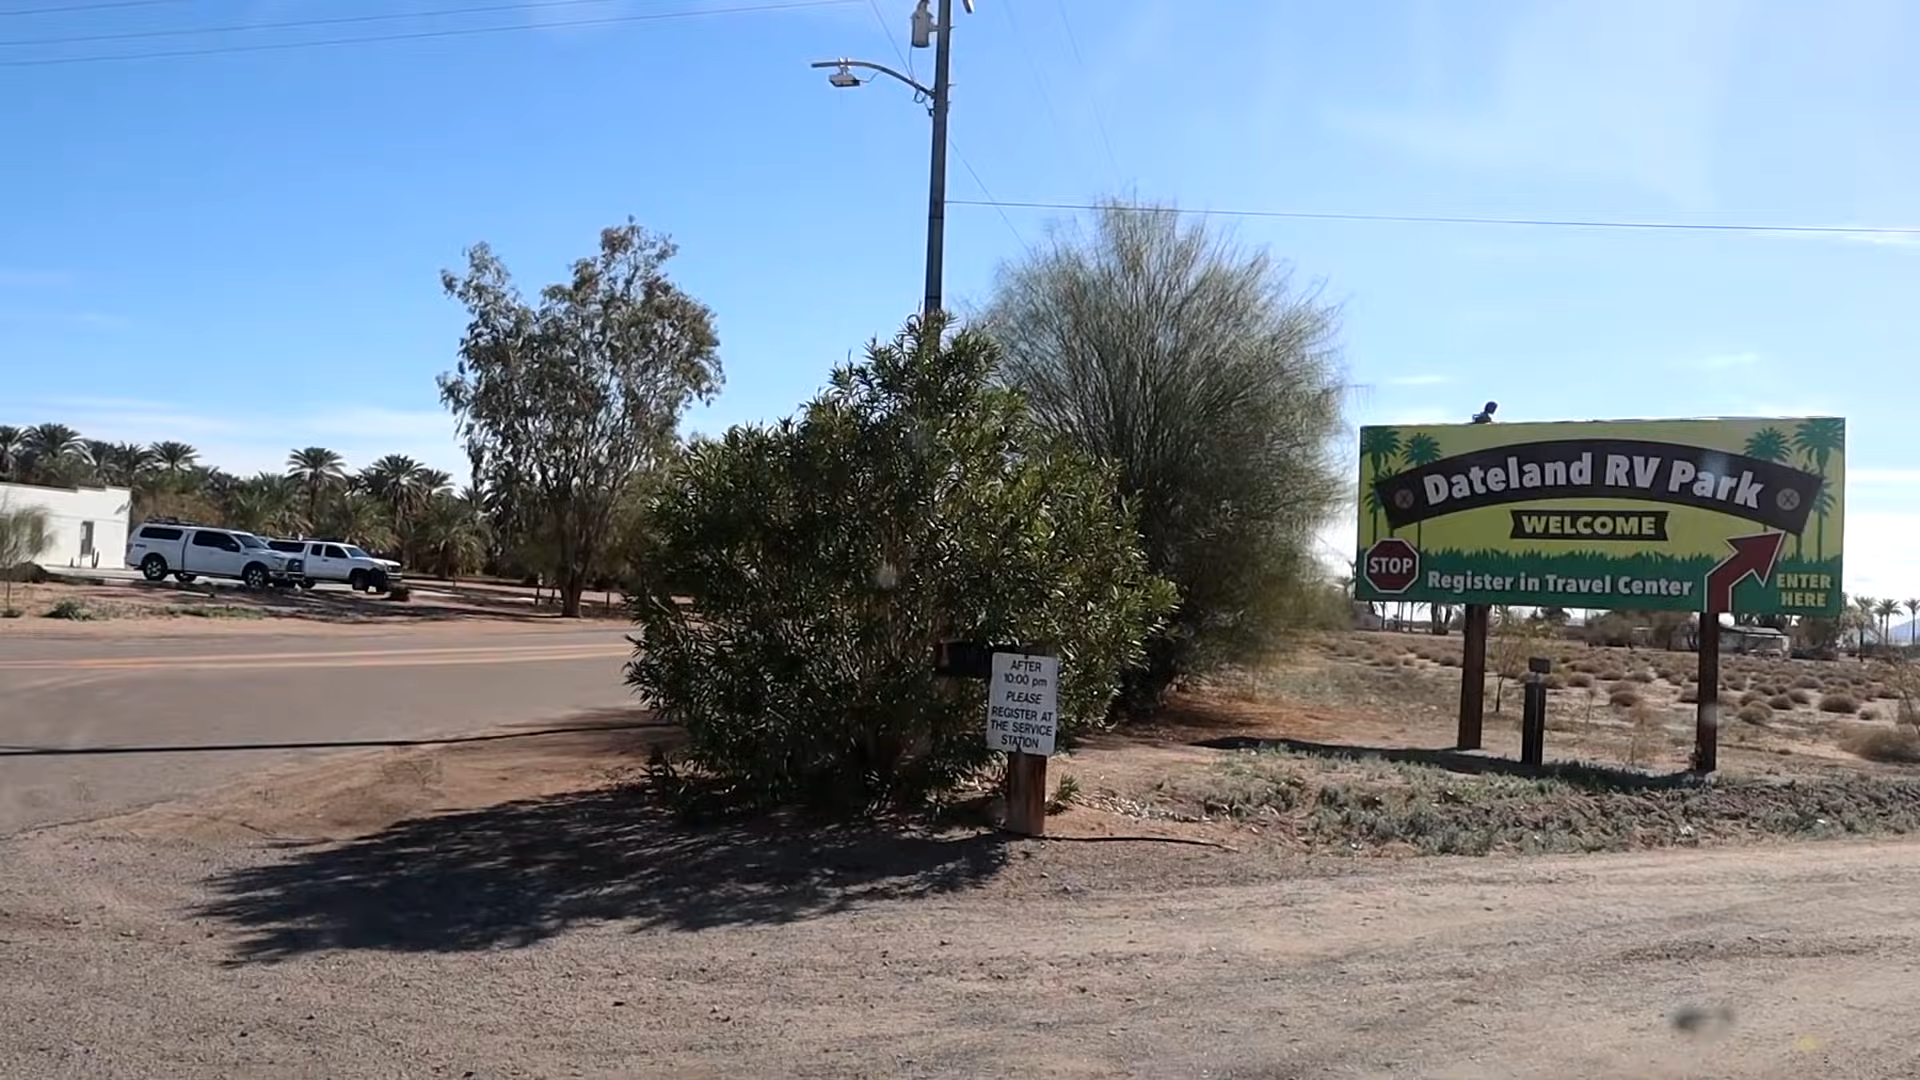 AFTER
10:00 pm
PLEASE
REGISTER AT
THE SERVICE
STATION
Dateland RV Park
WELCOME
STOP
Register in Travel Center
ENTER
HERE